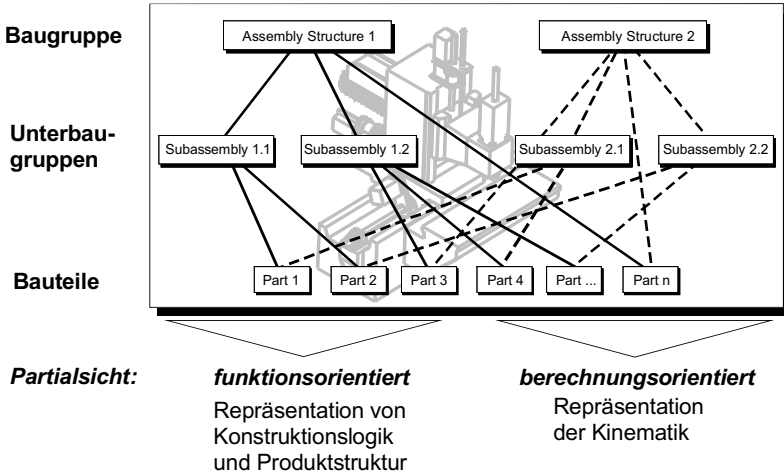 Baugruppe
Assembly Structure 1
Assembly Structure 2
Unterbau-
gruppen
Subassembly 1.1
Subassembly 1.2
Subassembly 2.1
Subassembly 2.2
Bauteile
Part 1
Part 2
Part 3
Part 4
Part ...
Part n
Partialsicht:
funktionsorientiert
Repräsentation von
Konstruktionslogik
und Produktstruktur
berechnungsorientiert
Repräsentation
der Kinematik